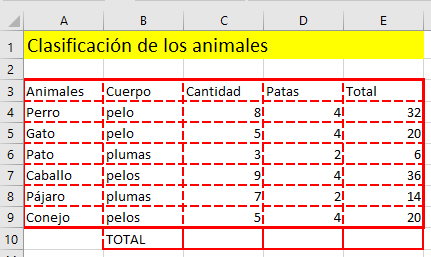 A B C D E
1 Clasificación de los animales
2
3 Animales Cuerpo Cantidad Patas Total
4 Perro pelo 8 4 32
5 Gato pelo 5 4 20
6 Pato plumas 3 2 6
7 Caballo pelos 9 4 36
8 Pájaro plumas 7 2 14
9 Conejo pelos 5 4 20
10 TOTAL